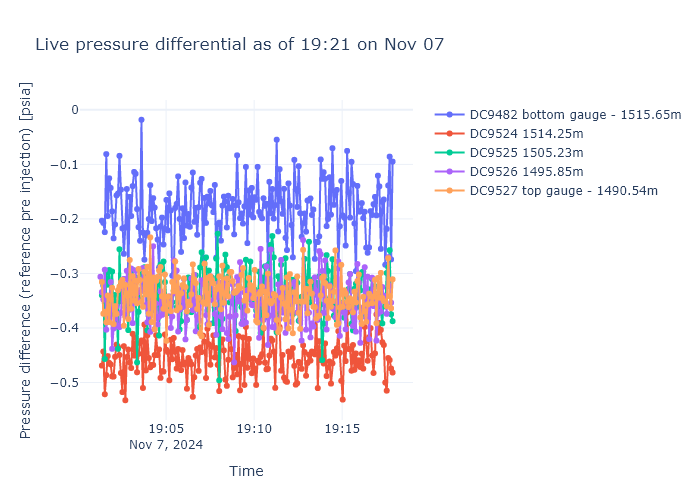 Live pressure differential as of 19:21 on Nov 07
Pressure difference (reference pre injection) [psia]
0
−0.1
−0.2
−0.3
−0.4
−0.5
19:05
19:10
19:15
Nov 7, 2024
Time
DC9482 bottom gauge - 1515.65m
DC9524 1514.25m
DC9525 1505.23m
DC9526 1495.85m
DC9527 top gauge - 1490.54m